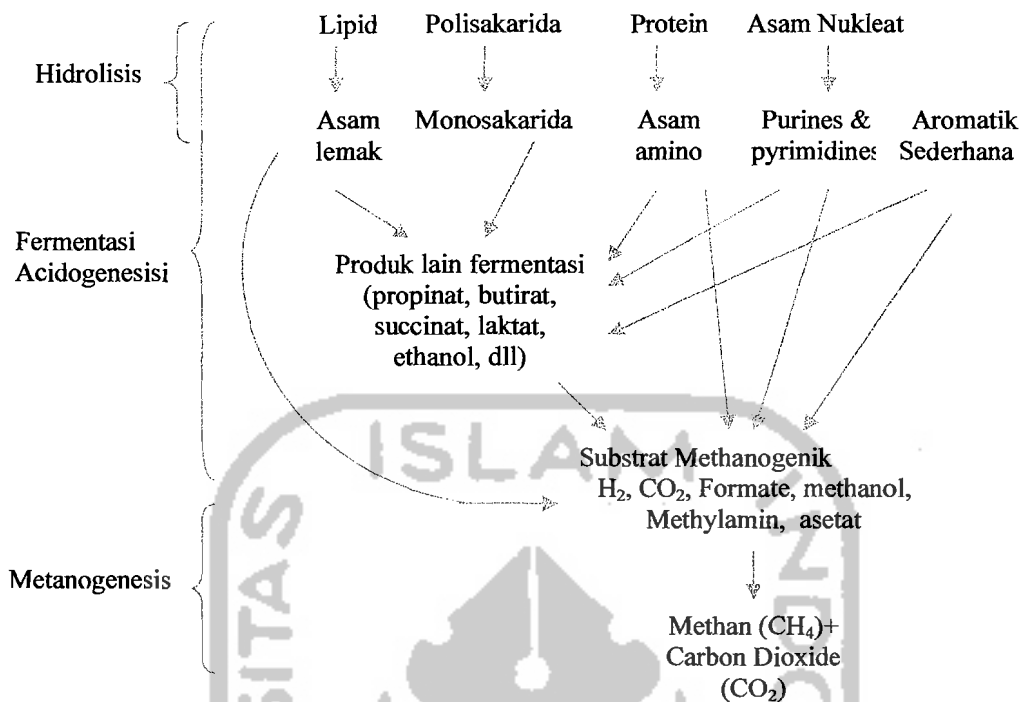 Lipid Polisakarida Protein Asam Nukleat
Hidrolisis
Asam Monosakarida Asam Purines & Aromatik
lemak amino pyrimidines Sederhana
Fermentasi
Acidogenesisi
Produk lain fermentasi
(propinat, butirat,
succinat, laktat,
ethanol, dll)
Substrat Methanogenik
H₂, CO₂, Formate, methanol,
Methylamin, asetat
Metanogenesis
Methan (CH₄)+
Carbon Dioxide
(CO₂)
ISLAM